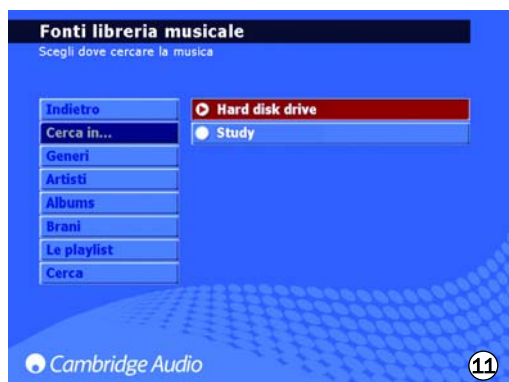 Fonti libreria musicale
Scegli dove cercare la musica
Indietro
Cerca in...
Generi
Artisti
Albums
Brani
Le playlist
Cerca
Hard disk drive
Study
Cambridge Audio
11